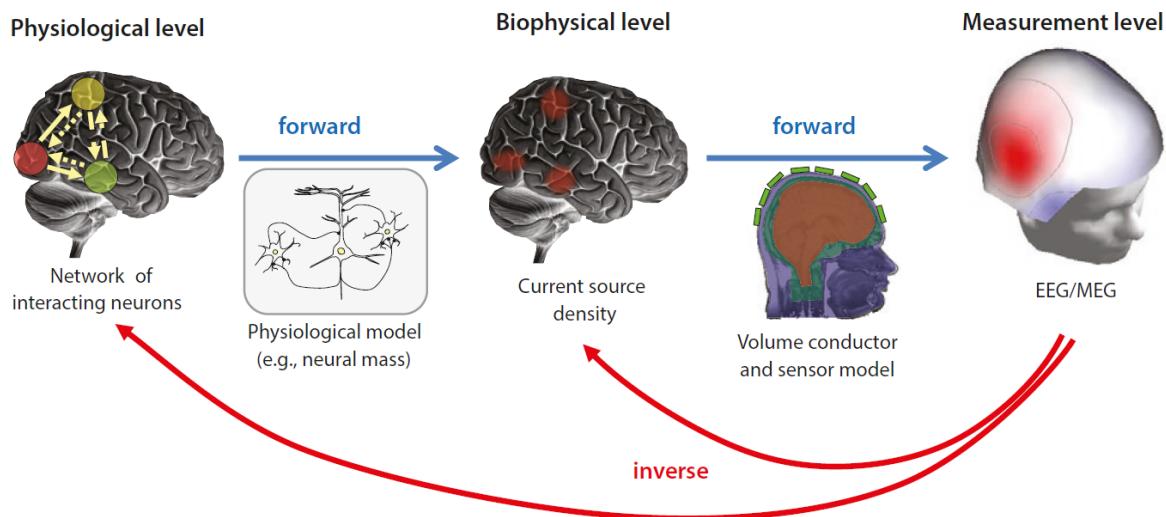 Physiological level
Biophysical level
Measurement level
forward
forward
Network of
interacting neurons
Physiological model
(e.g., neural mass)
Current source
density
Volume conductor
and sensor model
EEG/MEG
inverse